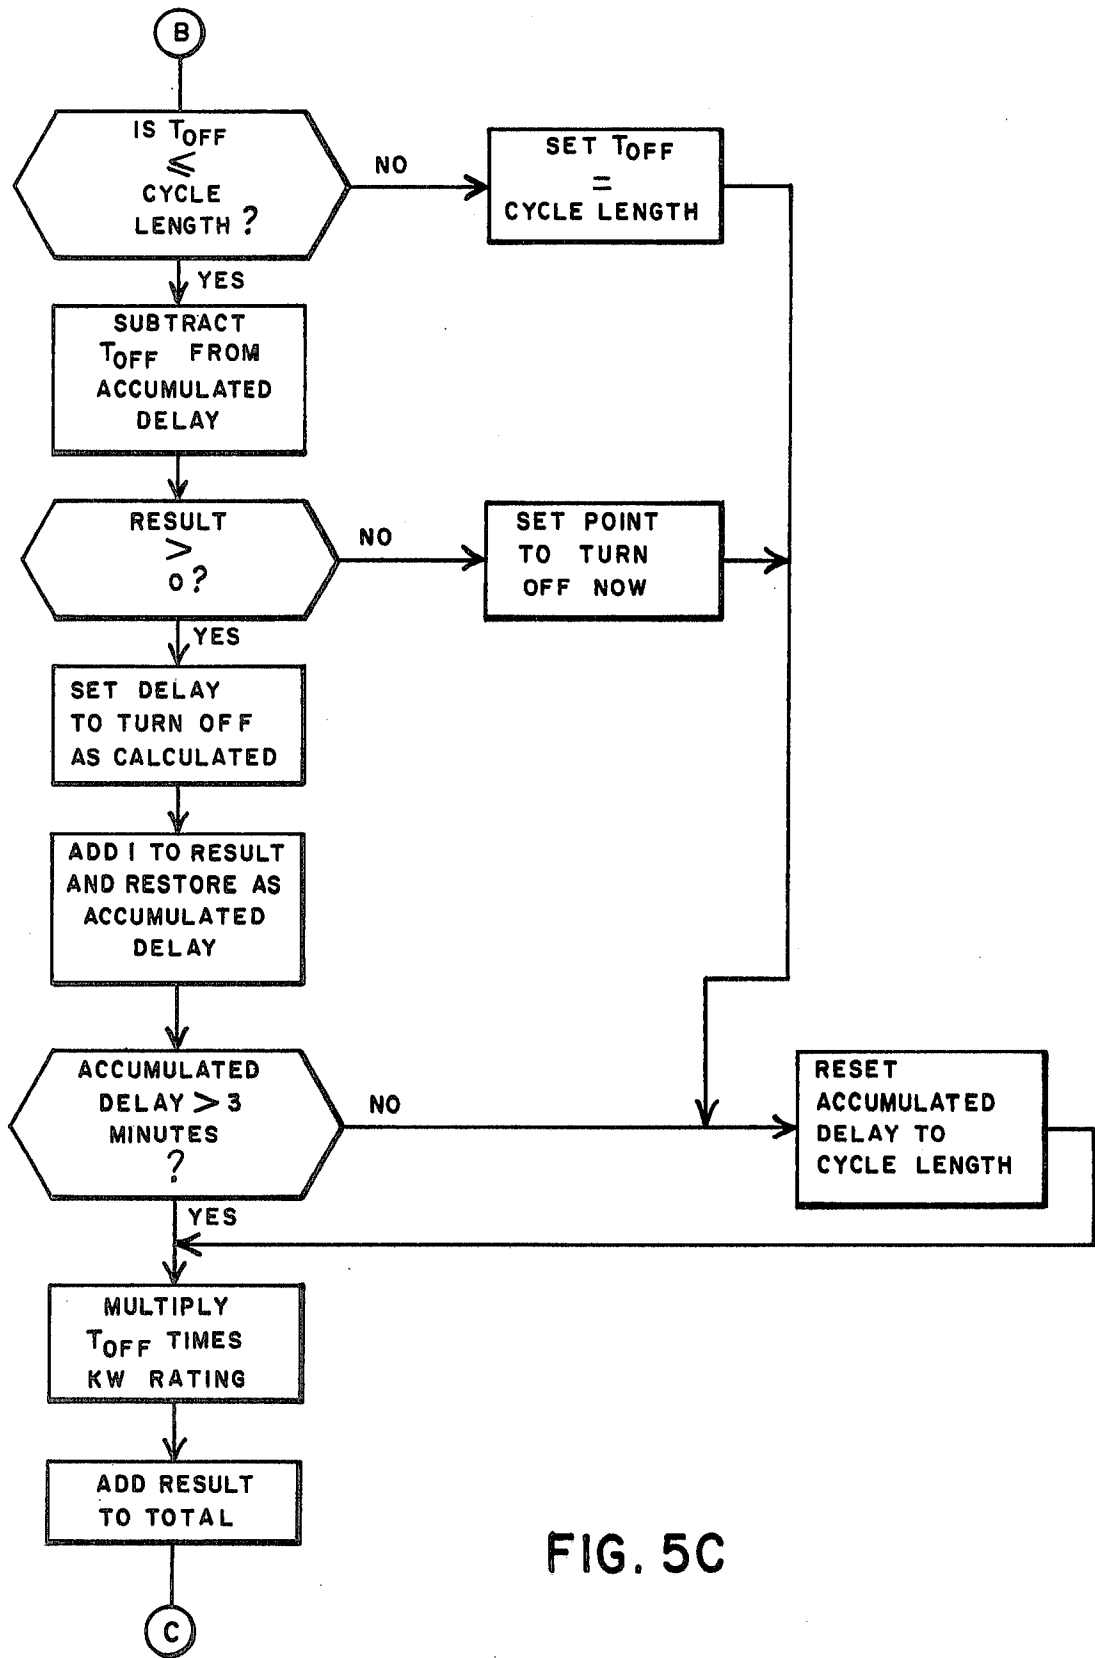 B
IS TOFF
≤
CYCLE
LENGTH ?
NO
SET TOFF
=
CYCLE LENGTH
YES
SUBTRACT
TOFF FROM
ACCUMULATED
DELAY
RESULT
>
0?
NO
SET POINT
TO TURN
OFF NOW
YES
SET DELAY
TO TURN OFF
AS CALCULATED
ADD 1 TO RESULT
AND RESTORE AS
ACCUMULATED
DELAY
ACCUMULATED
DELAY > 3
MINUTES
?
NO
RESET
ACCUMULATED
DELAY TO
CYCLE LENGTH
YES
MULTIPLY
TOFF TIMES
KW RATING
ADD RESULT
TO TOTAL
FIG. 5C
C